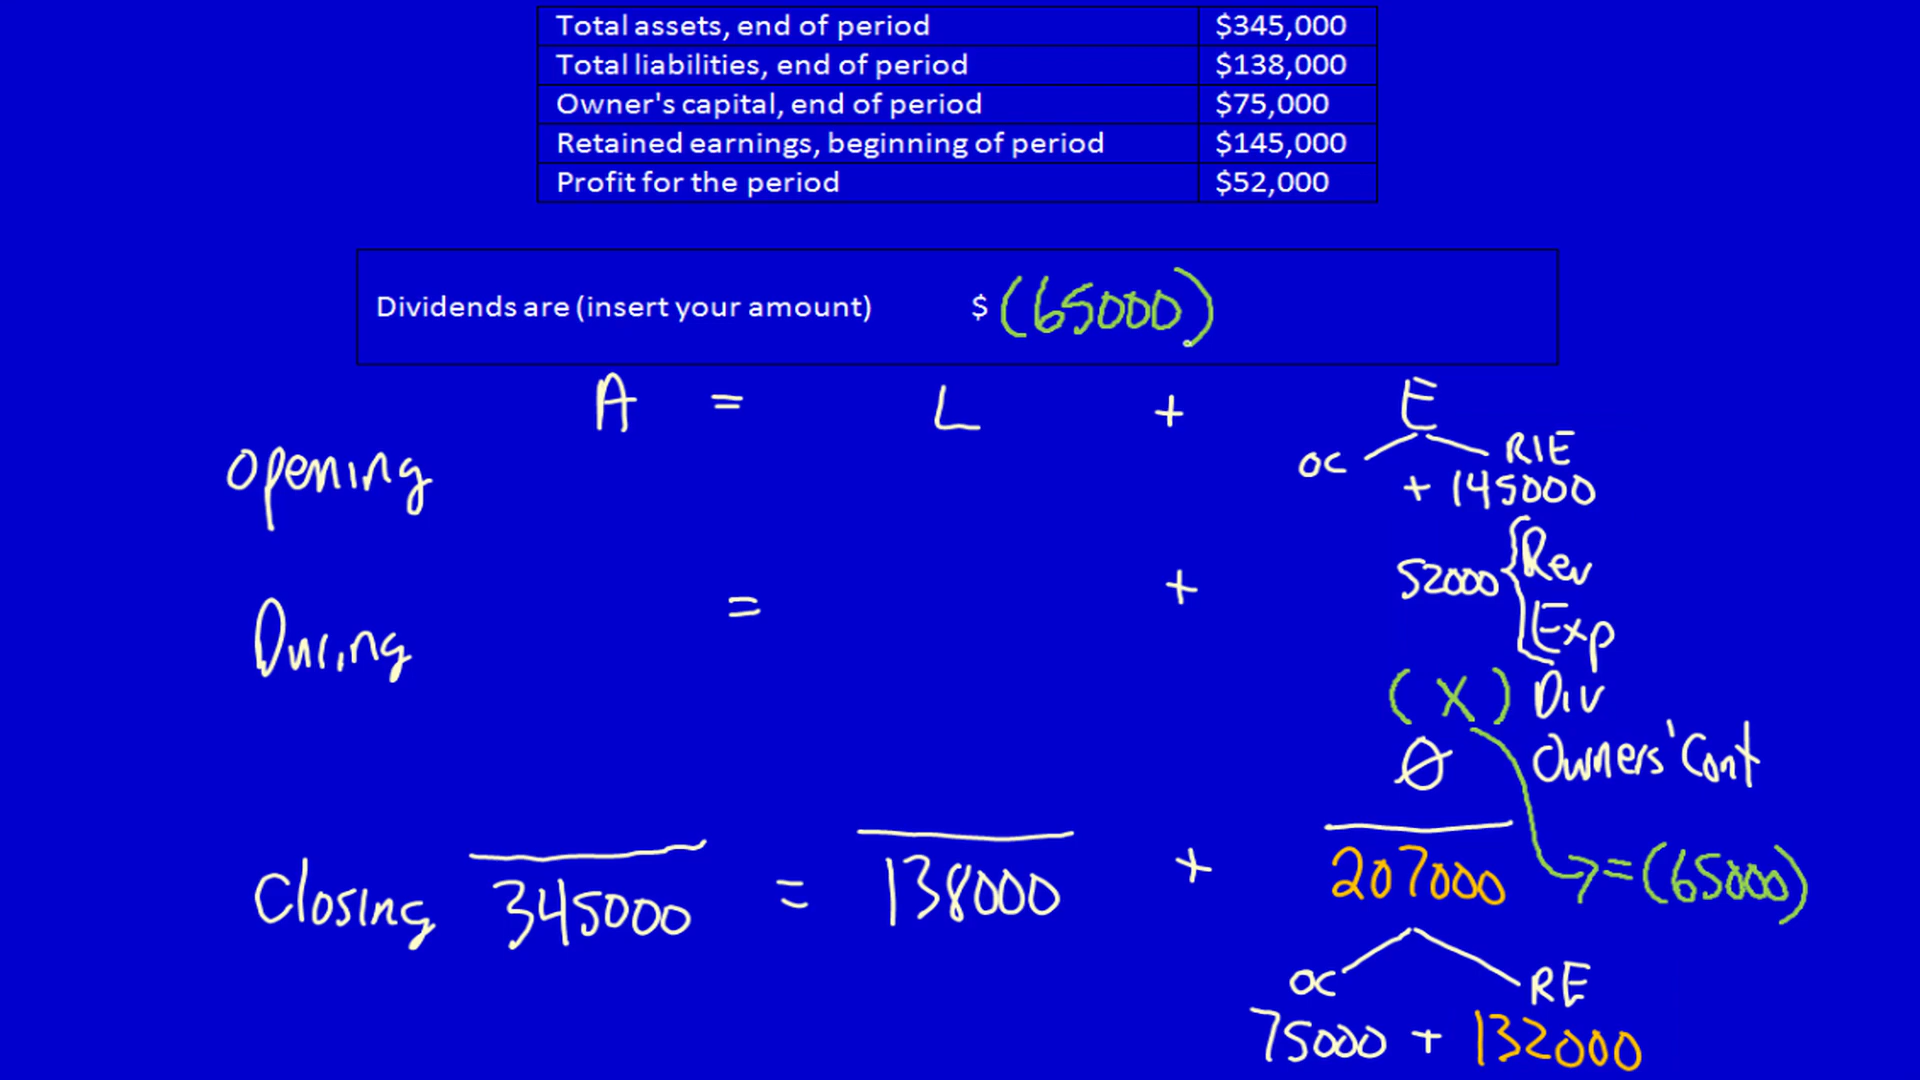 Total assets, end of period $345,000
Total liabilities, end of period $138,000
Owner's capital, end of period $75,000
Retained earnings, beginning of period $145,000
Profit for the period $52,000
Dividends are (insert your amount) $ (65000)
A = L + E
OC RIE
Opening + 145000
52000 { Rev
Exp
During = +
(X) Div
Ø Owners' Cont
Closing 345000 = 138000 + 207000 → = (65000)
OC RE
75000 + 132000